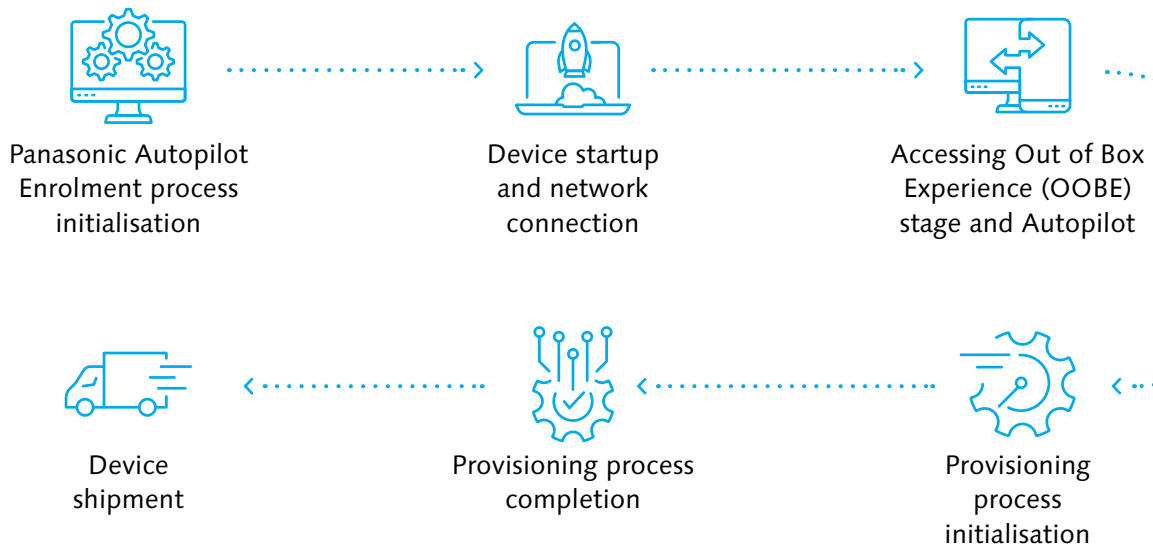 Panasonic Autopilot
Enrolment process
initialisation
Device startup
and network
connection
Accessing Out of Box
Experience (OOBE)
stage and Autopilot
Device
shipment
Provisioning process
completion
Provisioning
process
initialisation